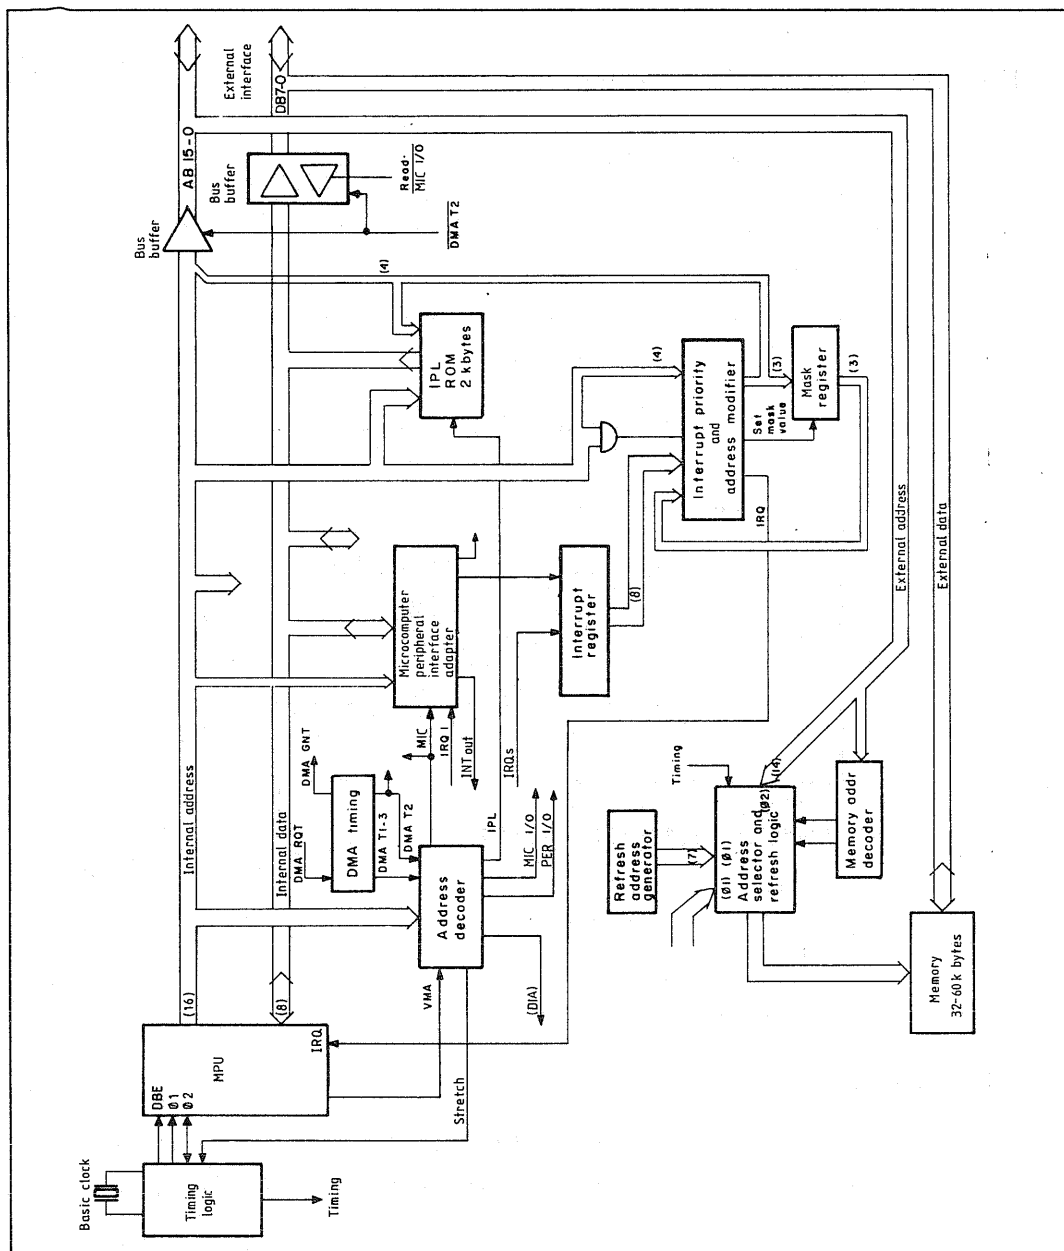 Basic clock
Timing
logic
Timing
DBE
Ø1
Ø2
MPU
IRQ
(16)
(8)
VMA
Stretch
Internal address
Internal data
DMA RQT
DMA GNT
DMA timing
DMA T1-3
DMA T2
Address
decoder
(DIA)
IPL
MIC I/O
PER I/O
MIC
IRQ 1
INT out
IRQs
Microcomputer
peripheral
interface
adapter
Interrupt
register
(8)
IPL
ROM
2 kbytes
(4)
(4)
Interrupt priority
and
address modifier
IRQ
Set
mask
value
(3)
Mask
register
(3)
Bus
buffer
Bus
buffer
AB 15-0
DB7-0
External
interface
Read-
MIC I/O
DMA T2
External address
External data
Timing
Refresh
address
generator
(7)
(Ø1) (Ø1)
(Ø2)
(14)
Address
selector and
refresh logic
Memory addr
decoder
Memory
32-60 k bytes